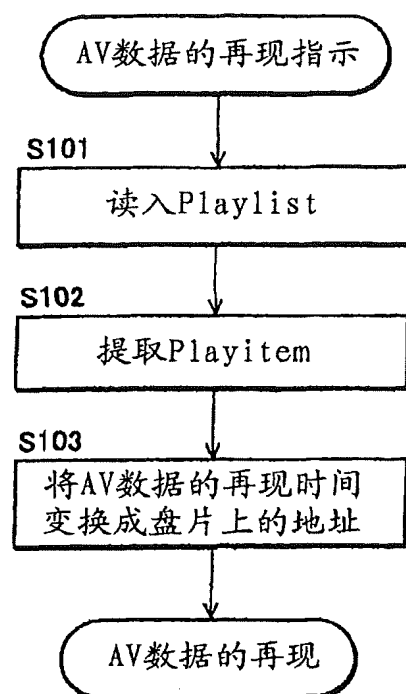 AV数据的再现指示
S101
读入Playlist
S102
提取Playitem
S103
将AV数据的再现时间
变换成盘片上的地址
AV数据的再现